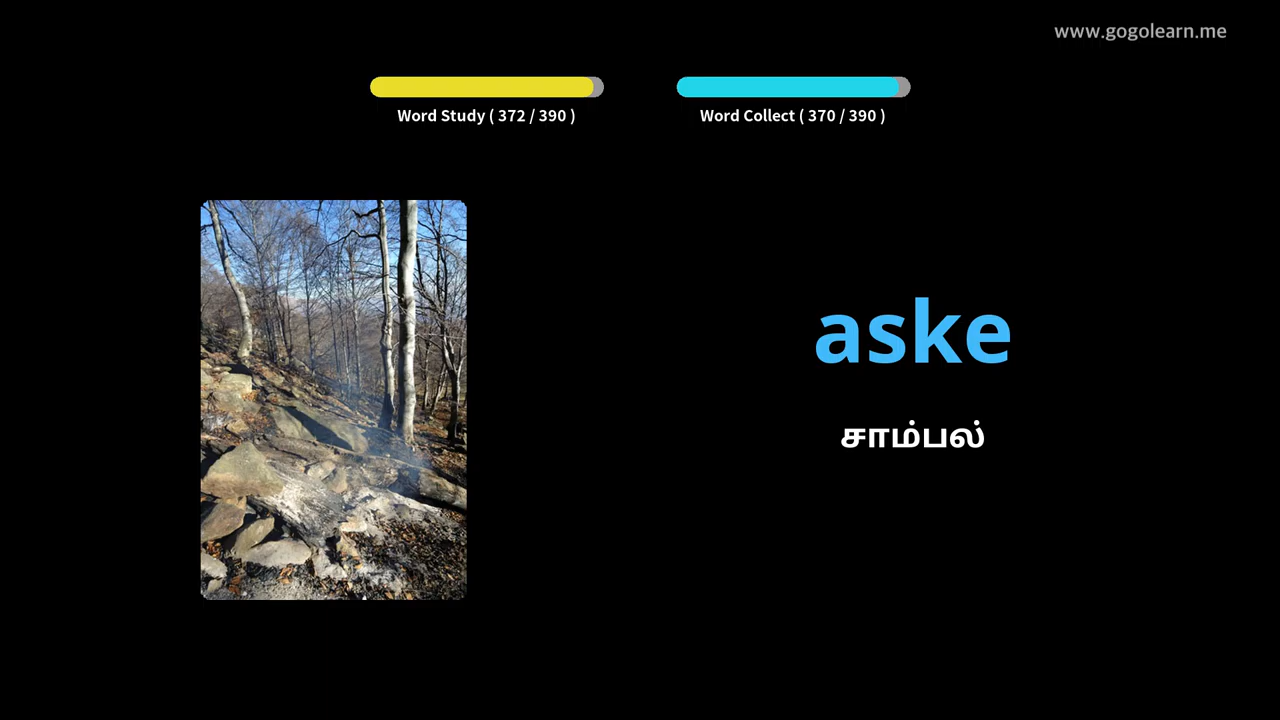 www.gogolearn.me
Word Study ( 372 / 390 )
Word Collect ( 370 / 390 )
aske
சாம்பல்